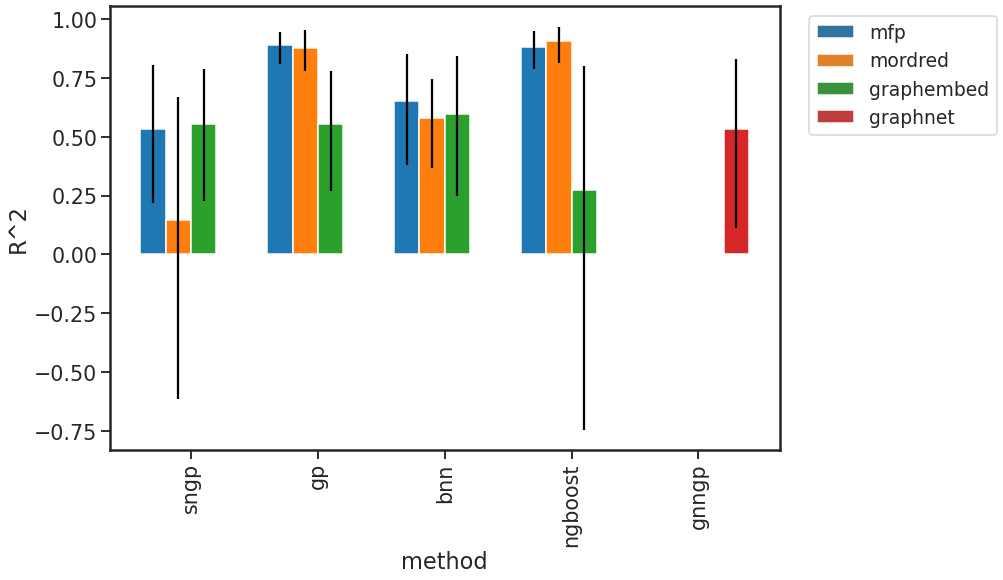 1.00
0.75
0.50
0.25
0.00
−0.25
−0.50
−0.75
R^2
sngp
gp
bnn
ngboost
gnngp
method
mfp
mordred
graphembed
graphnet